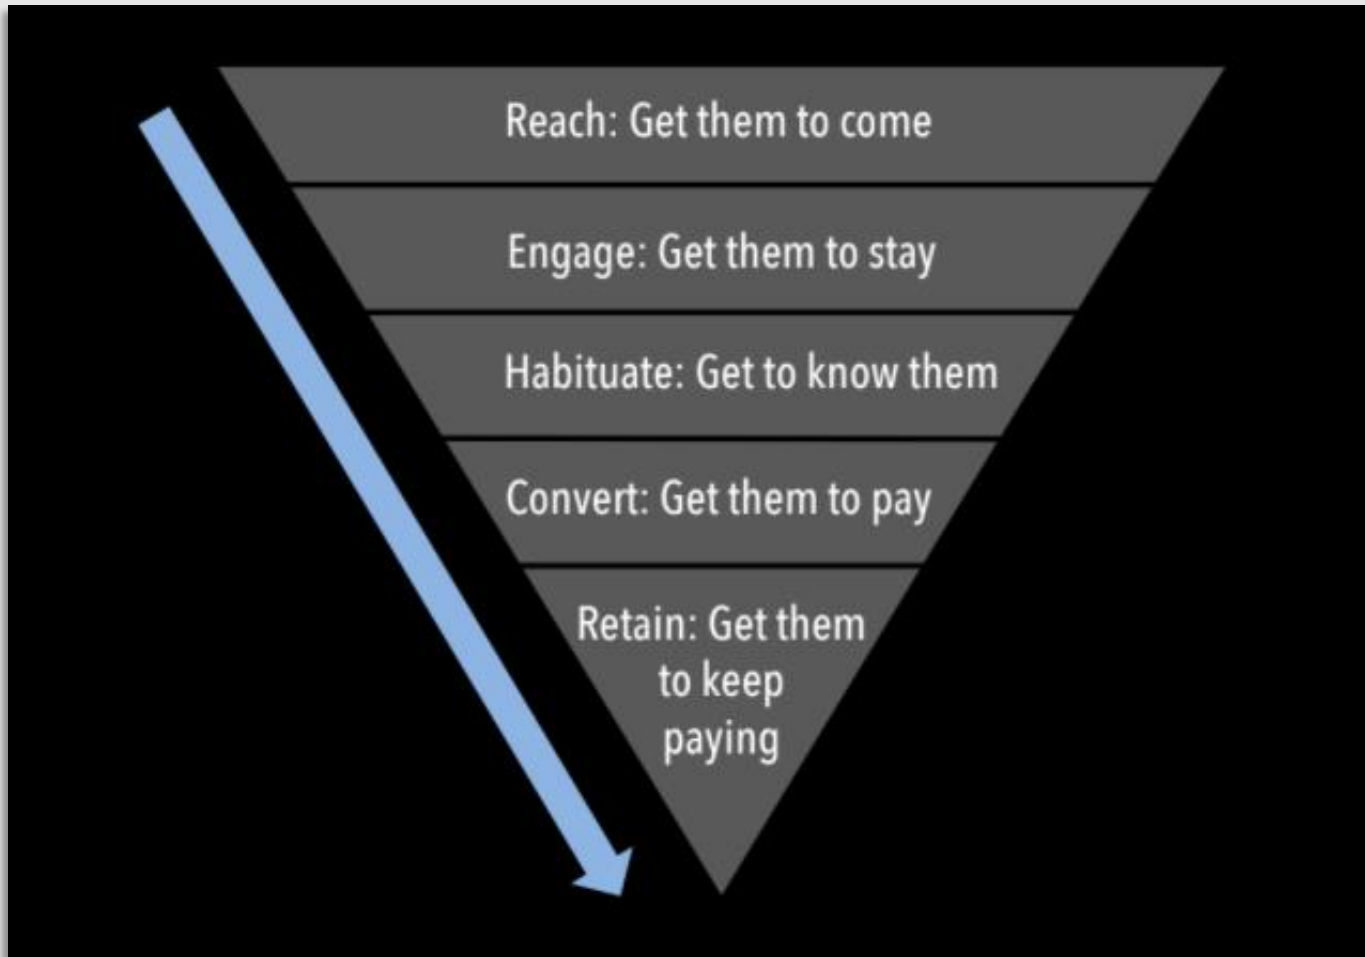 Reach: Get them to come
Engage: Get them to stay
Habituate: Get to know them
Convert: Get them to pay
Retain: Get them
to keep
paying